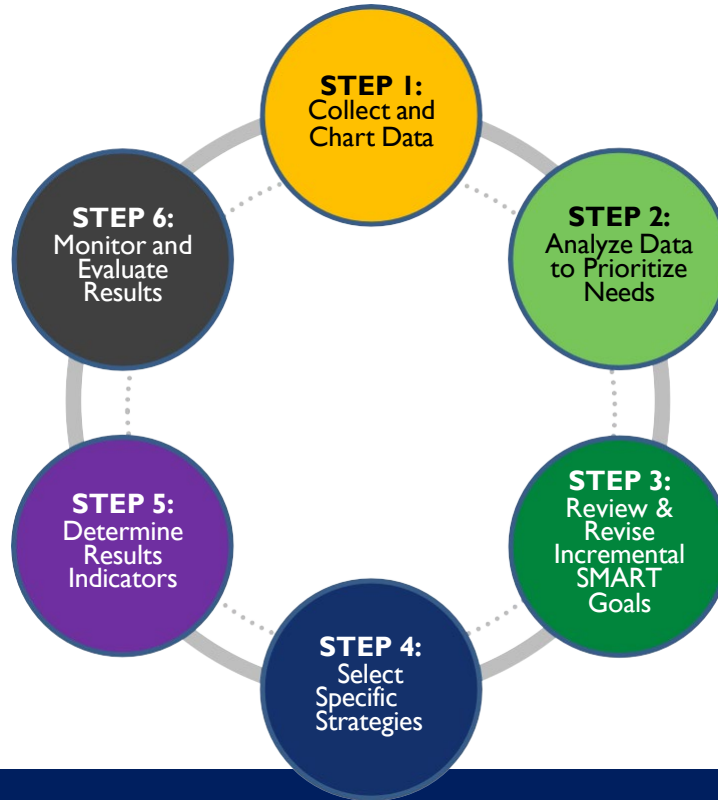 STEP 1:
Collect and
Chart Data
STEP 2:
Analyze Data
to Prioritize
Needs
STEP 3:
Review &
Revise
Incremental
SMART
Goals
STEP 4:
Select
Specific
Strategies
STEP 5:
Determine
Results
Indicators
STEP 6:
Monitor and
Evaluate
Results